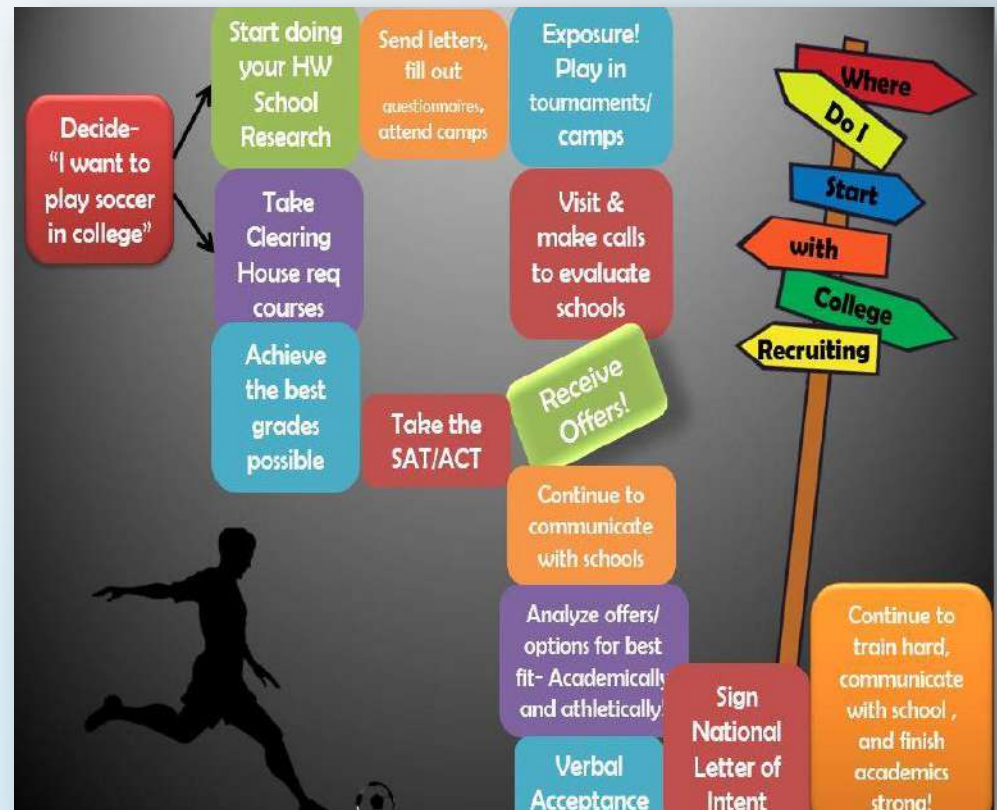 Decide-
“I want to
play soccer
in college”
Start doing
your HW
School
Research
Send letters,
fill out
questionnaires,
attend camps
Exposure!
Play in
tournaments/
camps
Take
Clearing
House req
courses
Visit &
make calls
to evaluate
schools
Achieve
the best
grades
possible
Take the
SAT/ACT
Receive
Offers!
Continue to
communicate
with schools
Analyze offers/
options for best
fit- Academically
and athletically!
Verbal
Acceptance
Sign
National
Letter of
Intent
Continue to
train hard,
communicate
with school ,
and finish
academics
strong!
Where
Do I
Start
with
College
Recruiting